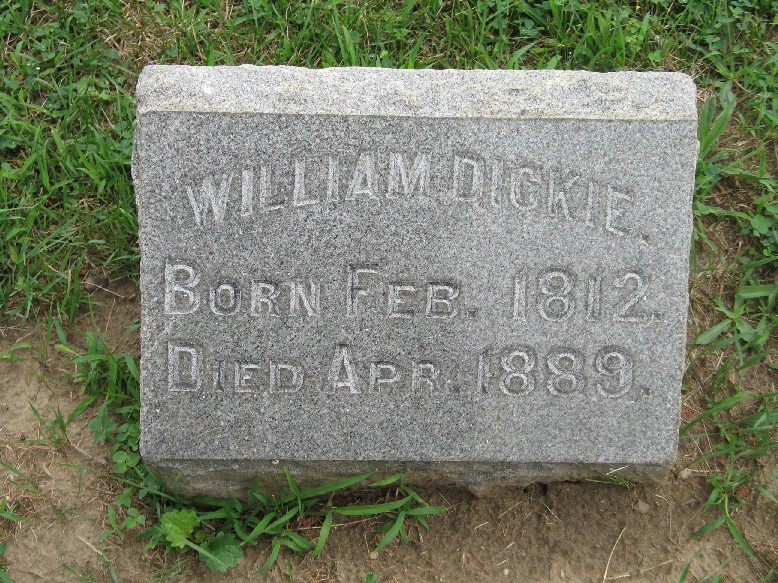 WILLIAM DICKIE.
BORN FEB. 1812.
DIED APR. 1889.